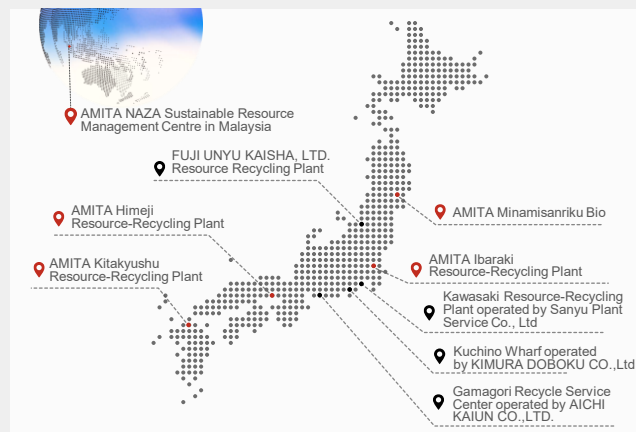 AMITA NAZA Sustainable Resource
Management Centre in Malaysia
FUJI UNYU KAISHA, LTD.
Resource Recycling Plant
AMITA Himeji
Resource-Recycling Plant
AMITA Kitakyushu
Resource-Recycling Plant
AMITA Minamisanriku Bio
AMITA Ibaraki
Resource-Recycling Plant
Kawasaki Resource-Recycling
Plant operated by Sanyu Plant
Service Co., Ltd
Kuchino Wharf operated
by KIMURA DOBOKU CO.,Ltd
Gamagori Recycle Service
Center operated by AICHI
KAIUN CO.,LTD.